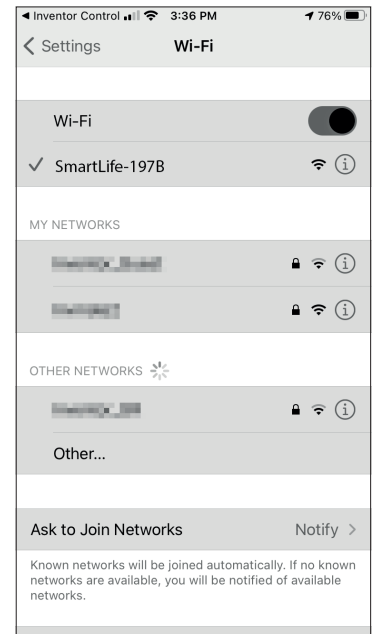 Inventor Control 3:36 PM 76%
Settings Wi-Fi
Wi-Fi
SmartLife-197B
MY NETWORKS
OTHER NETWORKS
Other...
Ask to Join Networks Notify
Known networks will be joined automatically. If no known
networks are available, you will be notified of available
networks.